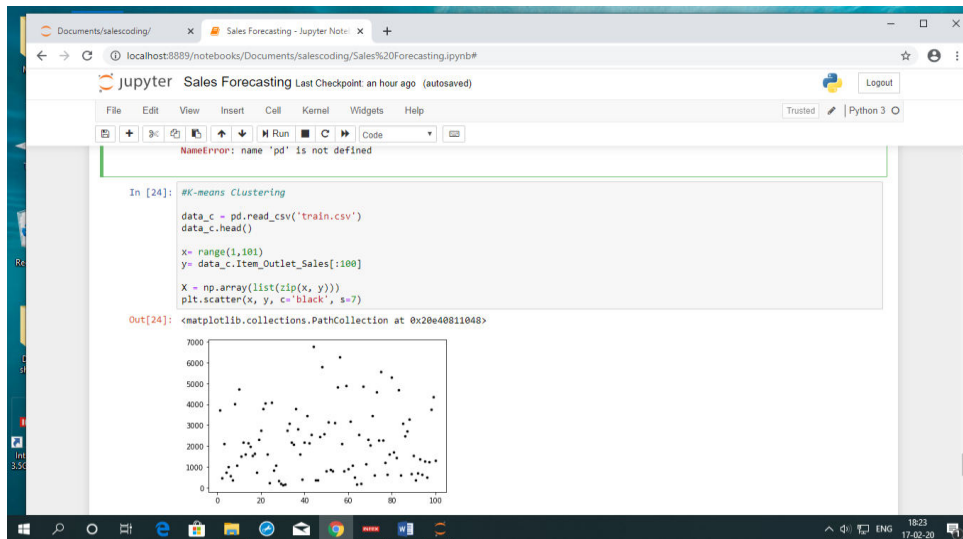 Documents/salescoding/
Sales Forecasting - Jupyter Note
localhost:8889/notebooks/Documents/salescoding/Sales%20Forecasting.ipynb#
jupyter Sales Forecasting Last Checkpoint: an hour ago (autosaved)
Logout
File Edit View Insert Cell Kernel Widgets Help
Trusted Python 3
Run Code
NameError: name 'pd' is not defined
In [24]: #K-means Clustering
data_c = pd.read_csv('train.csv')
data_c.head()
x= range(1,101)
y= data_c.Item_Outlet_Sales[:100]
X = np.array(list(zip(x, y)))
plt.scatter(x, y, c='black', s=7)
Out[24]: <matplotlib.collections.PathCollection at 0x20e40811048>
7000
6000
5000
4000
3000
2000
1000
0
0 20 40 60 80 100
Re
Int
3.5
ENG
18:23
17-02-20